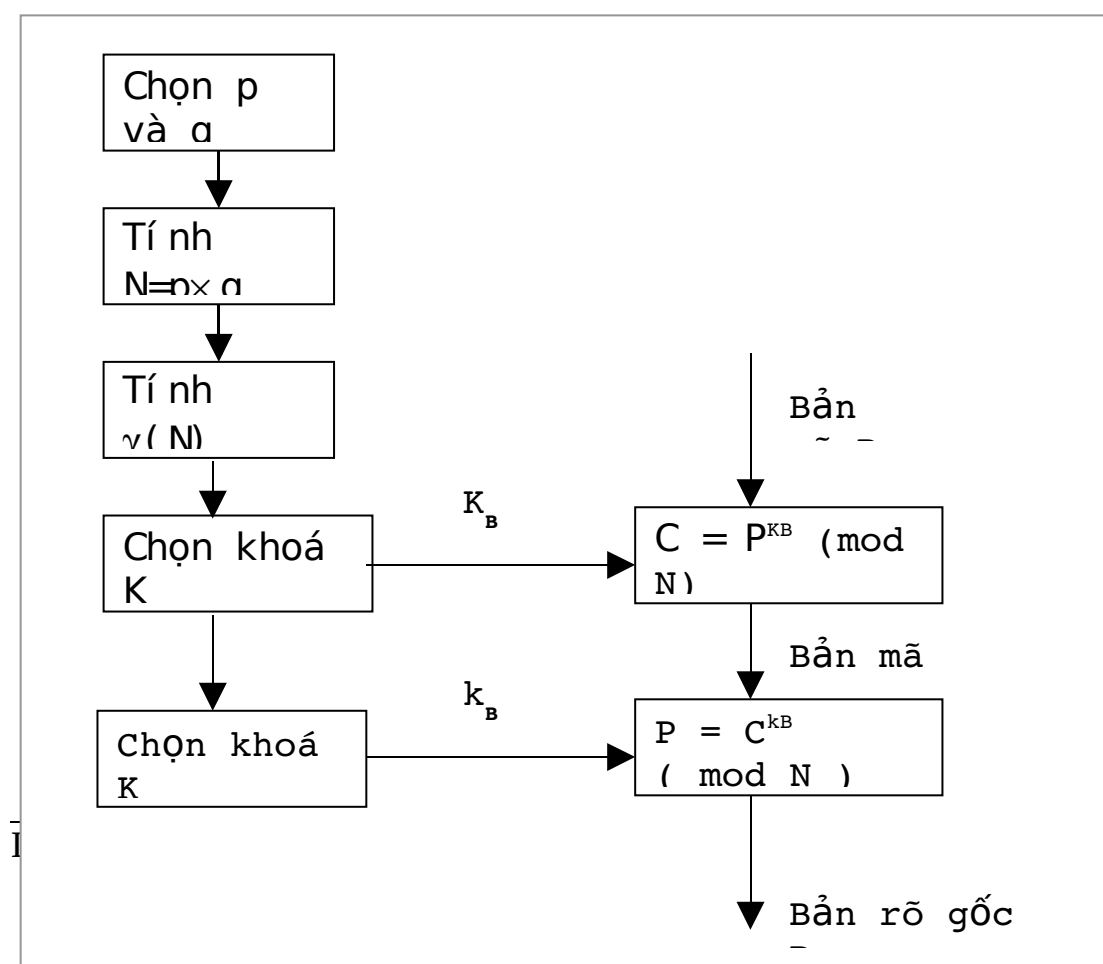 Chọn p
và q
Tính
N=p×q
Tính
γ(N)
Chọn khoá
K
Chọn khoá
K
K_B
k_B
Bản
C = P^KB (mod
N)
Bản mã
P = C^kB
( mod N )
Bản rõ gốc